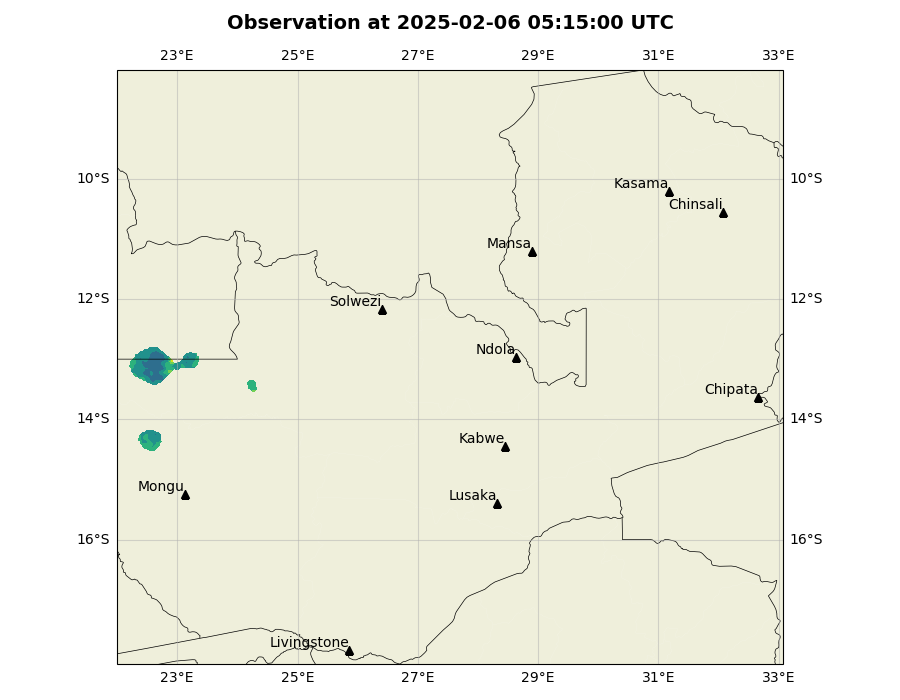 Observation at 2025-02-06 05:15:00 UTC
23°E 25°E 27°E 29°E 31°E 33°E
10°S 10°S
Kasama
Chinsali
Mansa
12°S 12°S
Solwezi
Ndola
Chipata
14°S 14°S
Kabwe
Mongu
Lusaka
16°S 16°S
Livingstone
23°E 25°E 27°E 29°E 31°E 33°E